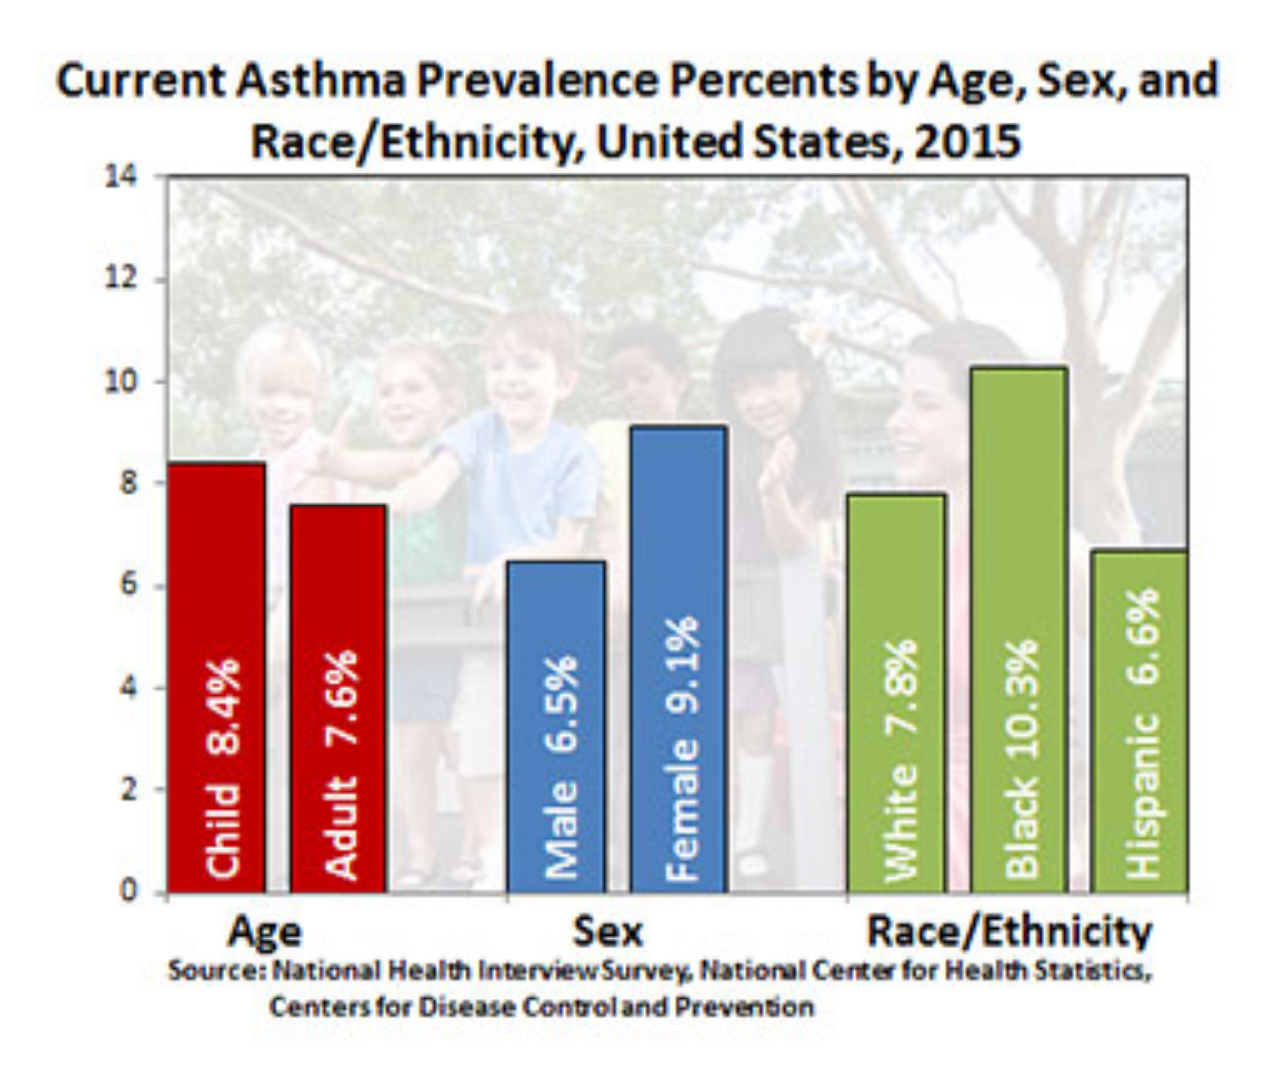 Current Asthma Prevalence Percents by Age, Sex, and
Race/Ethnicity, United States, 2015
14
12
10
8
6
4
2
0
Child 8.4%
Adult 7.6%
Male 6.5%
Female 9.1%
White 7.8%
Black 10.3%
Hispanic 6.6%
Age
Sex
Race/Ethnicity
Source: National Health Interview Survey, National Center for Health Statistics,
Centers for Disease Control and Prevention